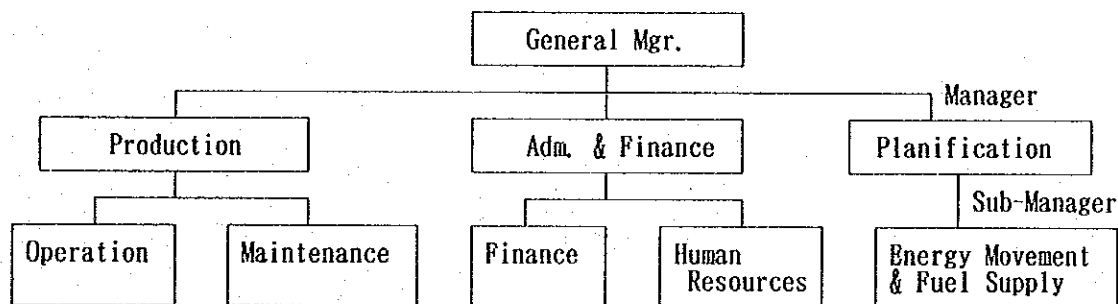 General Mgr.
Manager
Production
Adm. & Finance
Planification
Sub-Manager
Operation
Maintenance
Finance
Human
Resources
Energy Movement
& Fuel Supply